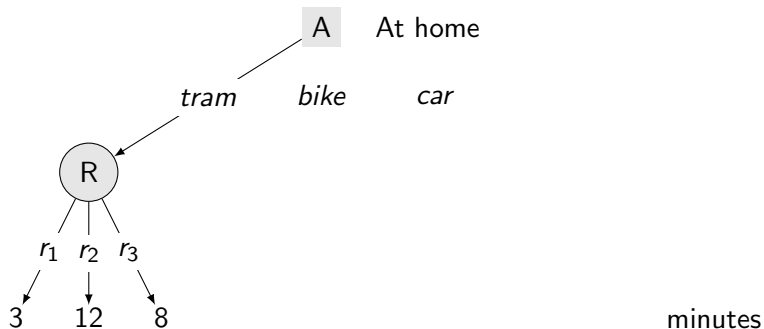 A At home
tram bike car
R
r1 r2 r3
3 12 8 minutes